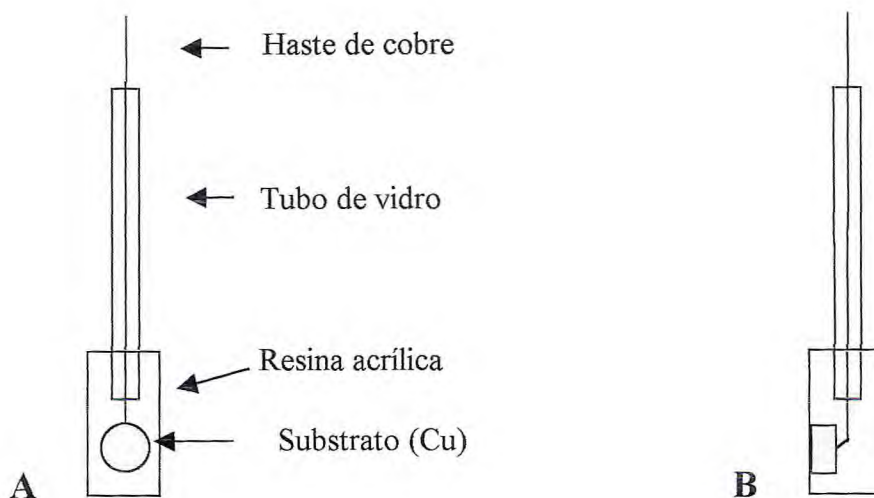 Haste de cobre
Tubo de vidro
Resina acrílica
Substrato (Cu)
A
B